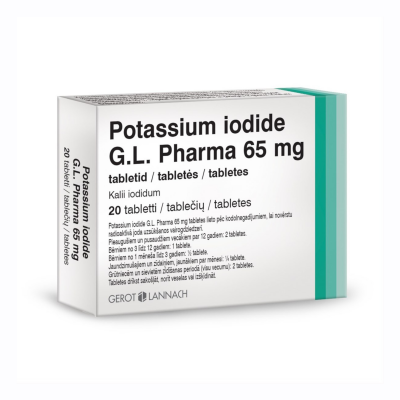 Potassium iodide
G.L. Pharma 65 mg
tabletid / tabletės / tabletes
Kalii iodidum
20 tabletti / tablečių / tabletes
Potassium iodide G.L. Pharma 65 mg tabletes lieto pēc kodolnegadījumiem, lai novērstu
radioaktīvā joda uzsūkšanos vairogdziedzerī.
Pieaugušiem un pusaudžiem vecākiem par 12 gadiem: 2 tabletes.
Bērniem no 3 līdz 12 gadiem: 1 tablete.
Bērniem no 1 mēneša līdz 3 gadiem: ½ tabletes.
Jaundzimušajiem un zīdaiņiem, jaunākiem par mēnesi: ¼ tabletes.
Grūtniecēm un sievietēm zīdīšanas periodā (visu vecumu): 2 tabletes.
Tabletes drīkst sakošļāt, norīt veselas vai izšķīdināt.
GEROT LANNACH
Potassium iodide
G.L. Pharma 65 mg
20 tabletti / tablečių / tabletes